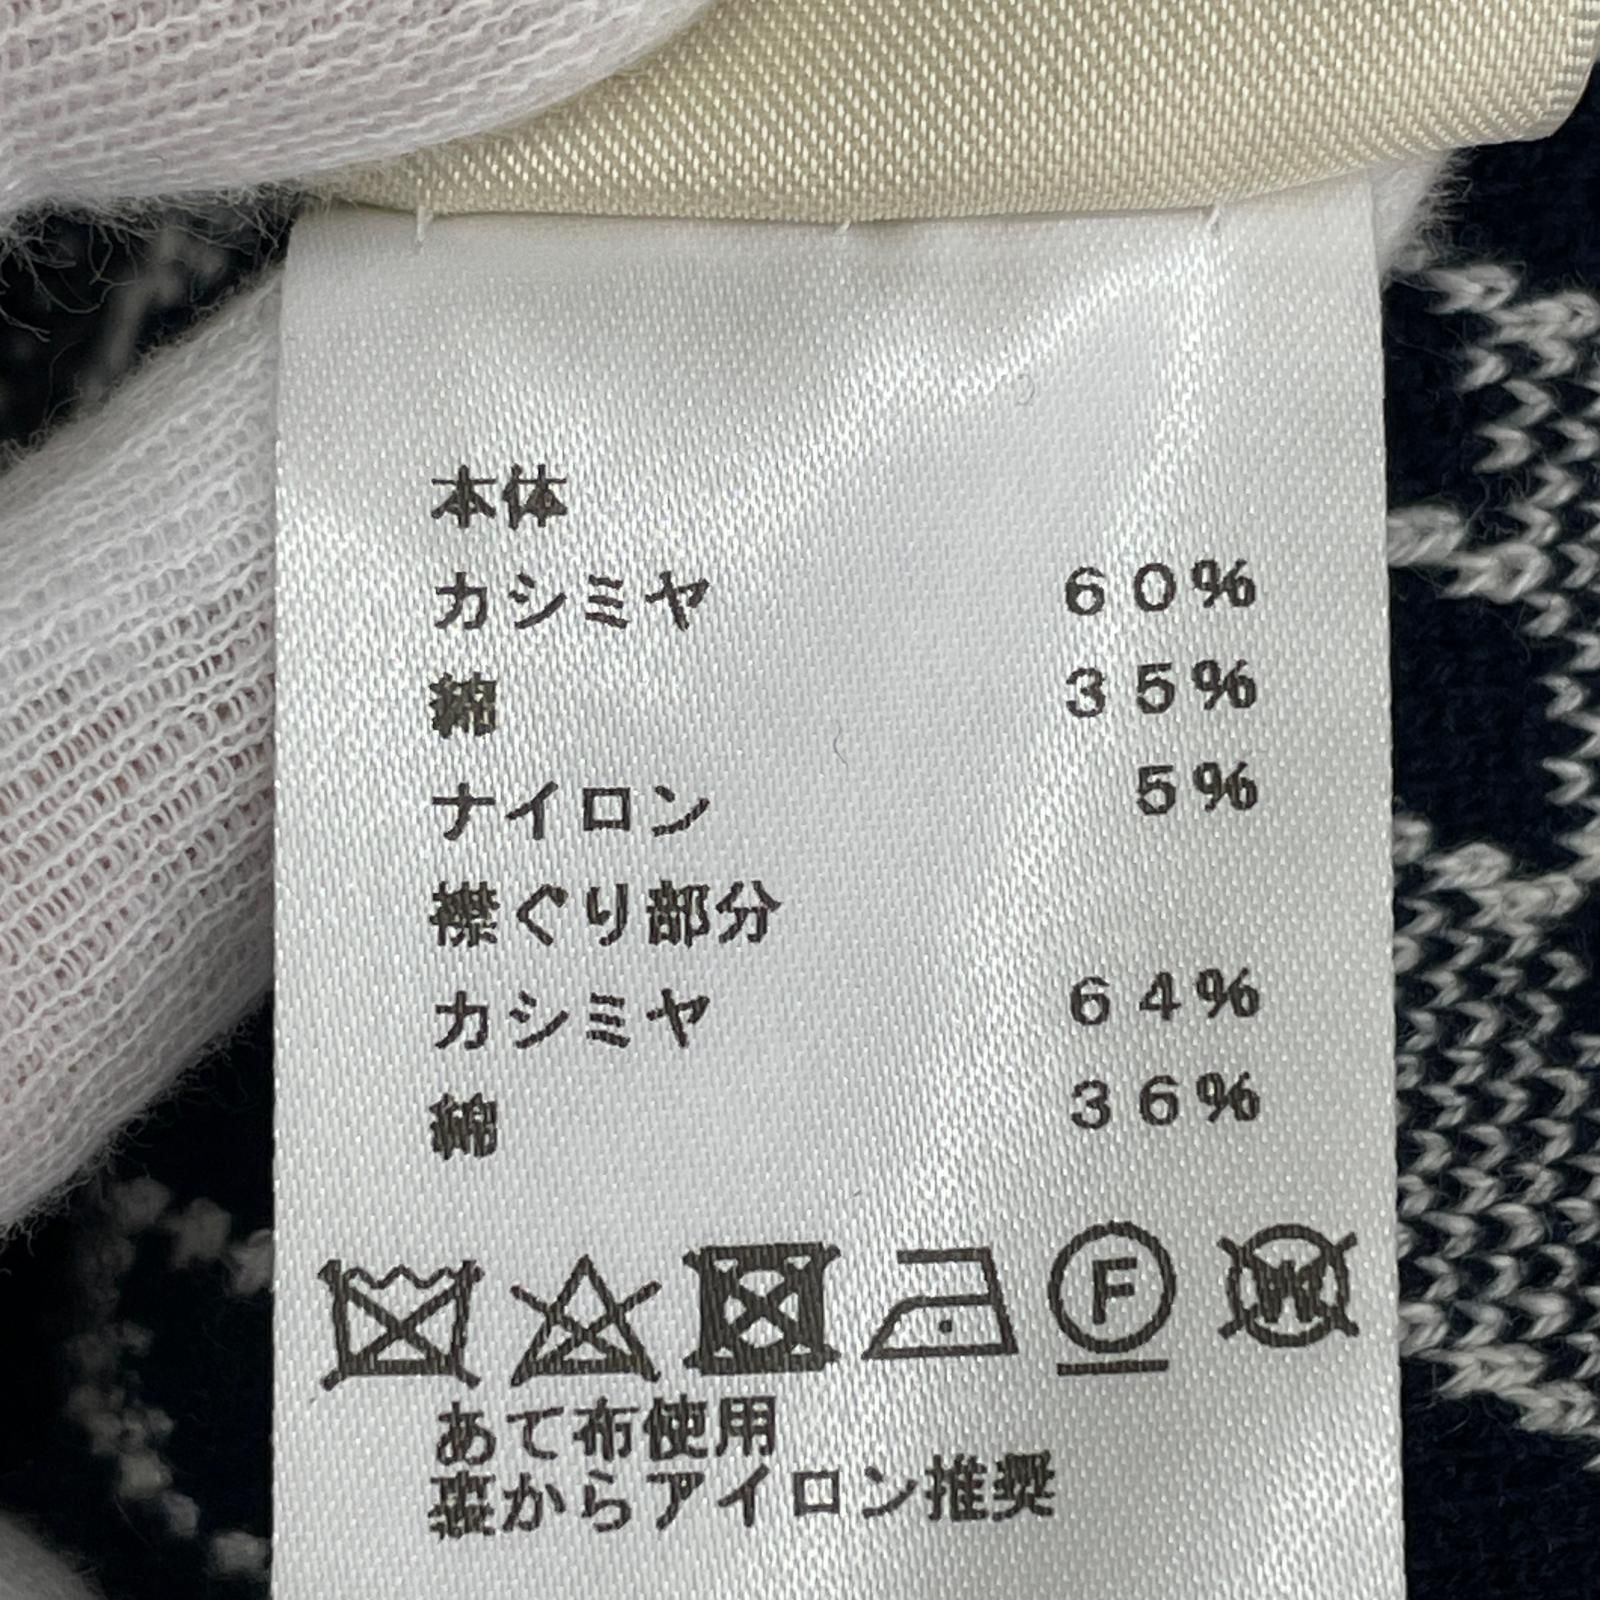 本体
カシミヤ 60%
綿 35%
ナイロン 5%
襟ぐり部分
カシミヤ 64%
綿 36%
F W
あて布使用
裏からアイロン推奨